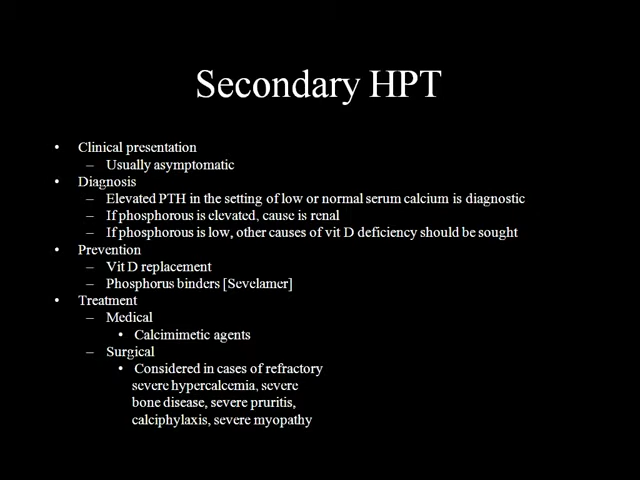 Secondary HPT
• Clinical presentation
– Usually asymptomatic
• Diagnosis
– Elevated PTH in the setting of low or normal serum calcium is diagnostic
– If phosphorous is elevated, cause is renal
– If phosphorous is low, other causes of vit D deficiency should be sought
• Prevention
– Vit D replacement
– Phosphorus binders [Sevelamer]
• Treatment
– Medical
• Calcimimetic agents
– Surgical
• Considered in cases of refractory
severe hypercalcemia, severe
bone disease, severe pruritis,
calciphylaxis, severe myopathy